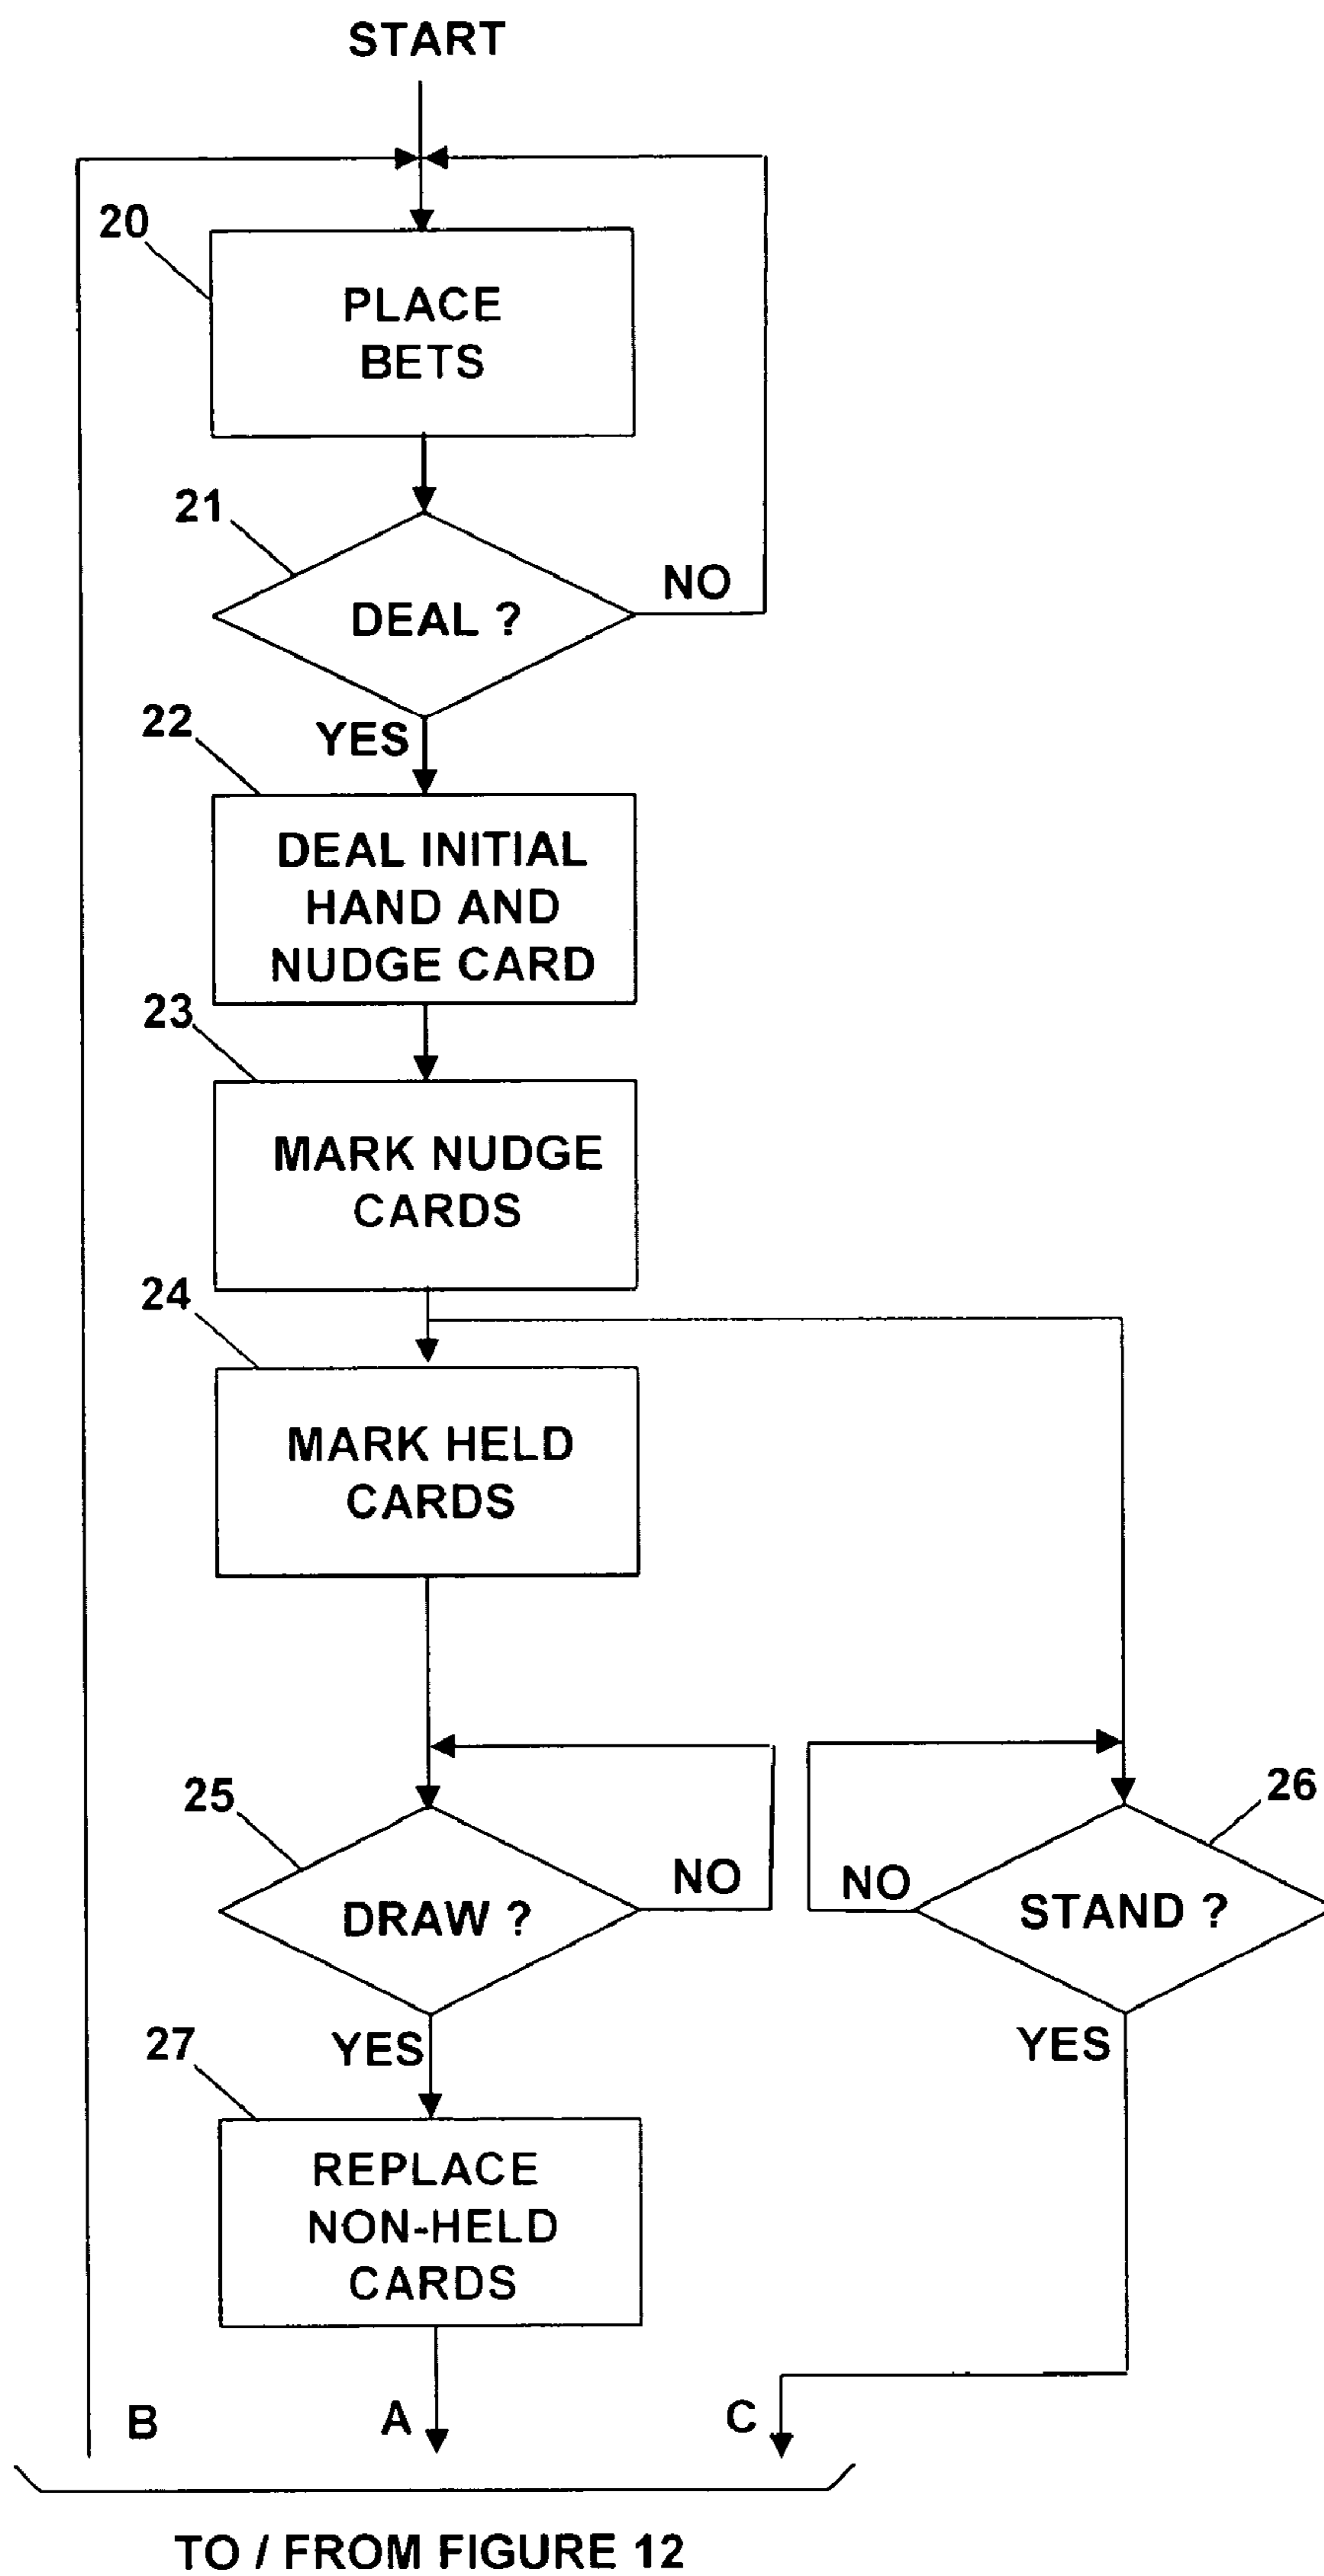 START
20
PLACE
BETS
21
DEAL ?
NO
YES
22
DEAL INITIAL
HAND AND
NUDGE CARD
23
MARK NUDGE
CARDS
24
MARK HELD
CARDS
25
DRAW ?
NO
26
NO
STAND ?
YES
YES
27
REPLACE
NON-HELD
CARDS
B
A
C
TO / FROM FIGURE 12